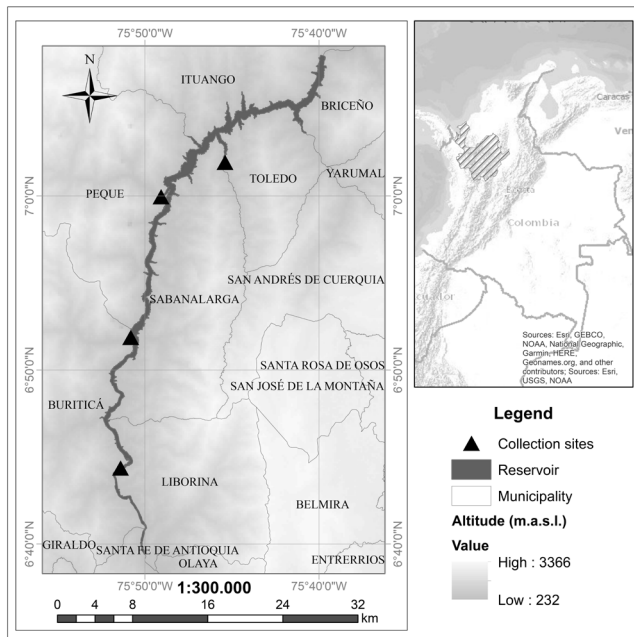 75°50'0"W 75°40'0"W
N
ITUANGO
BRICEÑO
YARUMAL
TOLEDO
PEQUE
7°0'0"N 7°0'0"N
SAN ANDRÉS DE CUERQUIA
SABANALARGA
SANTA ROSA DE OSOS
6°50'0"N 6°50'0"N
SAN JOSÉ DE LA MONTAÑA
BURITICÁ
LIBORINA
BELMIRA
6°40'0"N 6°40'0"N
GIRALDO
SANTA FE DE ANTIOQUIA
OLAYA
ENTRERRIOS
75°50'0"W 75°40'0"W
1:300.000
0 4 8 16 24 32
km
Caracas
Ven
Colombia
Sources: Esri, GEBCO,
NOAA, National Geographic,
Garmin, HERE,
Geonames.org, and other
contributors; Sources: Esri,
USGS, NOAA
Legend
Collection sites
Reservoir
Municipality
Altitude (m.a.s.l.)
Value
High : 3366
Low : 232